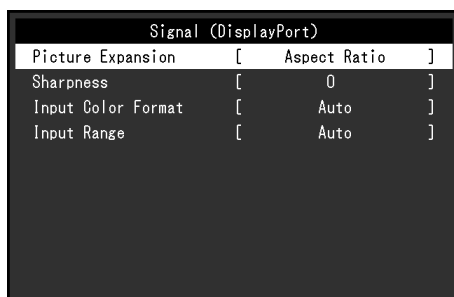 Signal (DisplayPort)
Picture Expansion [ Aspect Ratio ]
Sharpness [ 0 ]
Input Color Format [ Auto ]
Input Range [ Auto ]